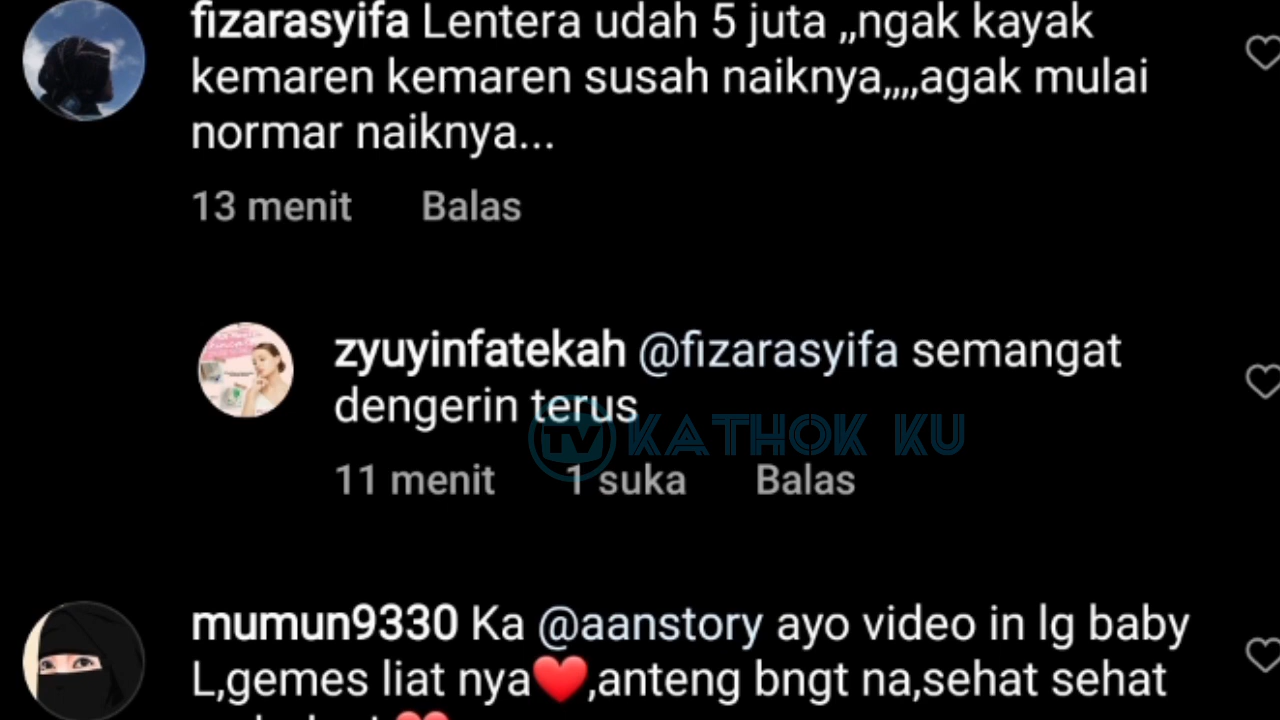 fizarasyifa Lentera udah 5 juta ,,ngak kayak
kemaren kemaren susah naiknya,,,,agak mulai
normar naiknya...
13 menit Balas
zyuyinfatekah @fizarasyifa semangat
dengerin terus
TV KATHOK KU
11 menit 1 suka Balas
mumun9330 Ka @aanstory ayo video in lg baby
L,gemes liat nya❤️,anteng bngt na,sehat sehat